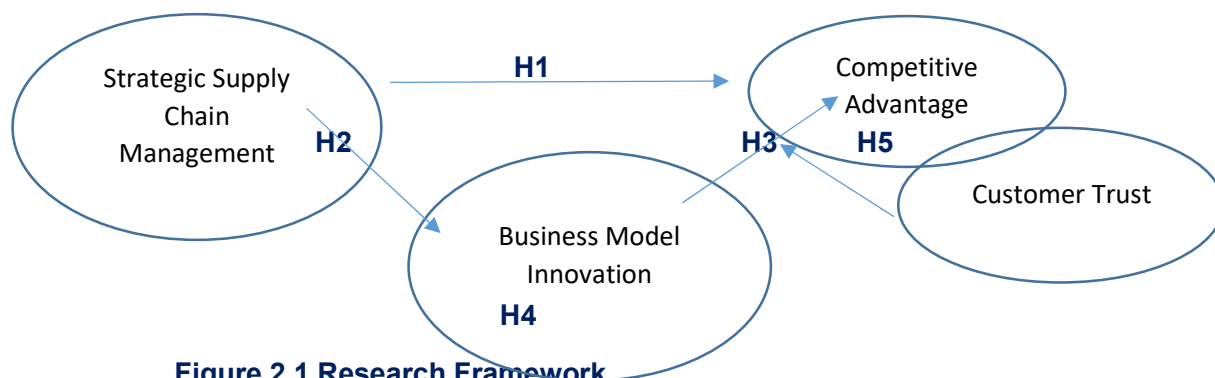 Strategic Supply
Chain
Management
H1
Competitive
Advantage
H2
H3
H5
Customer Trust
Business Model
Innovation
H4
Figure 2.1 Research Framework